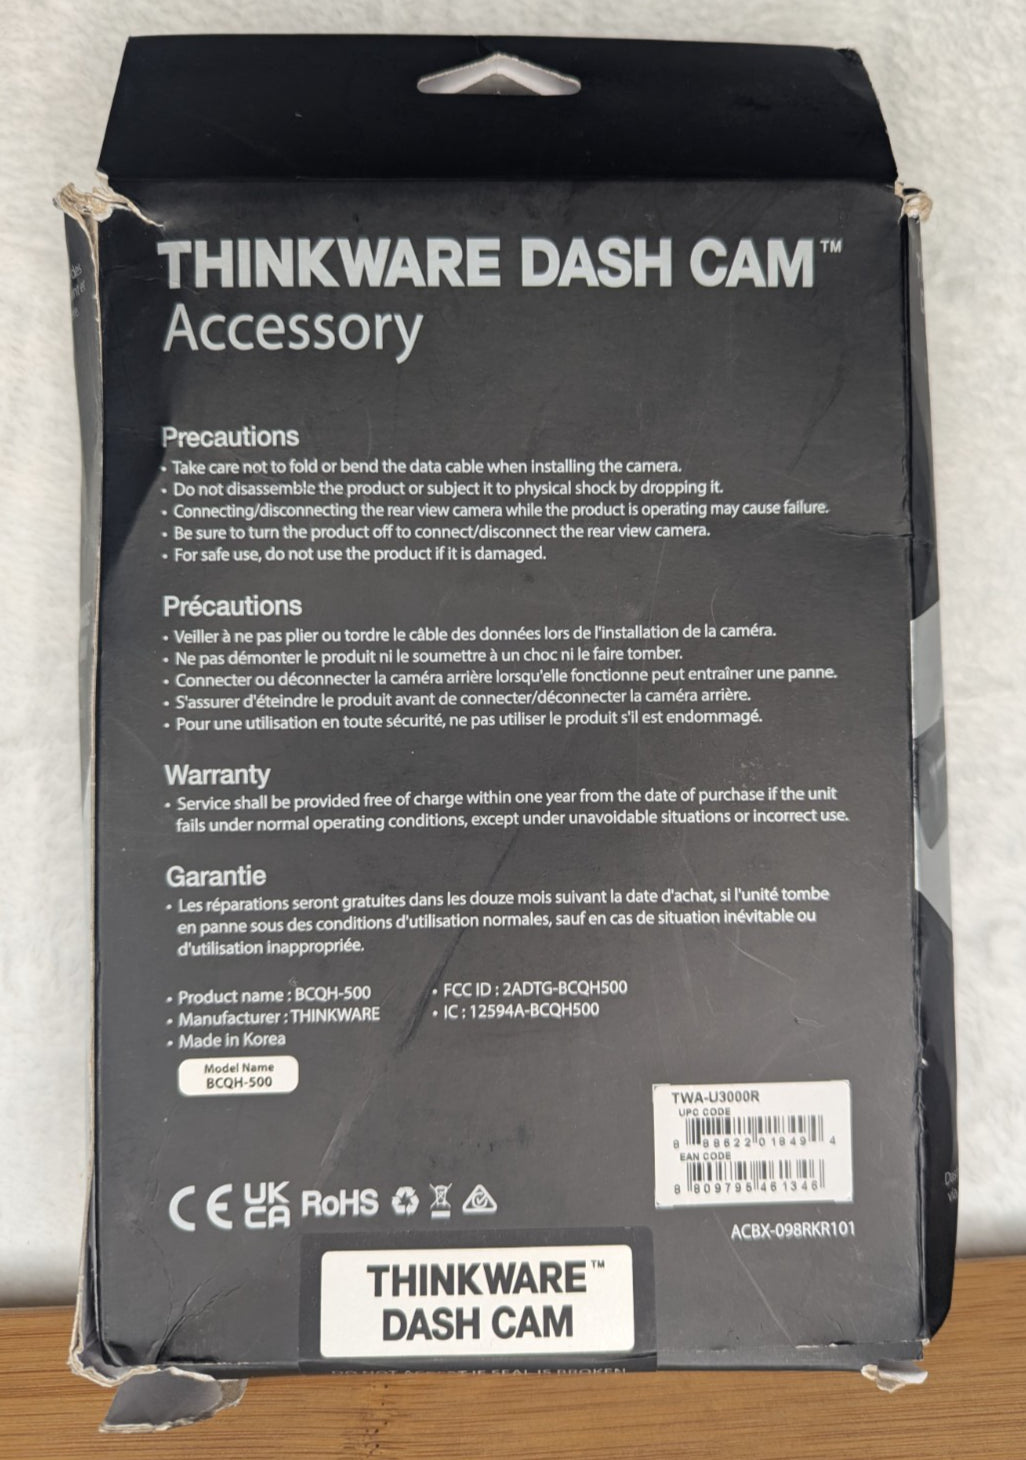 THINKWARE DASH CAM™
Accessory
Precautions
• Take care not to fold or bend the data cable when installing the camera.
• Do not disassemble the product or subject it to physical shock by dropping it.
• Connecting/disconnecting the rear view camera while the product is operating may cause failure.
• Be sure to turn the product off to connect/disconnect the rear view camera.
• For safe use, do not use the product if it is damaged.
Précautions
• Veiller à ne pas plier ou tordre le câble des données lors de l'installation de la caméra.
• Ne pas démonter le produit ni le soumettre à un choc ni le faire tomber.
• Connecter ou déconnecter la caméra arrière lorsqu'elle fonctionne peut entraîner une panne.
• S'assurer d'éteindre le produit avant de connecter/déconnecter la caméra arrière.
• Pour une utilisation en toute sécurité, ne pas utiliser le produit s'il est endommagé.
Warranty
• Service shall be provided free of charge within one year from the date of purchase if the unit
fails under normal operating conditions, except under unavoidable situations or incorrect use.
Garantie
• Les réparations seront gratuites dans les douze mois suivant la date d'achat, si l'unité tombe
en panne sous des conditions d'utilisation normales, sauf en cas de situation inévitable ou
d'utilisation inappropriée.
• Product name : BCQH-500
• Manufacturer : THINKWARE
• Made in Korea
• FCC ID : 2ADTG-BCQH500
• IC : 12594A-BCQH500
Model Name
BCQH-500
TWA-U3000R
UPC CODE
8 88622 01849 4
EAN CODE
8 809795 461346
CE UK CA RoHS
ACBX-098RKR101
THINKWARE™
DASH CAM
DO NOT ACCEPT IF SEAL IS BROKEN